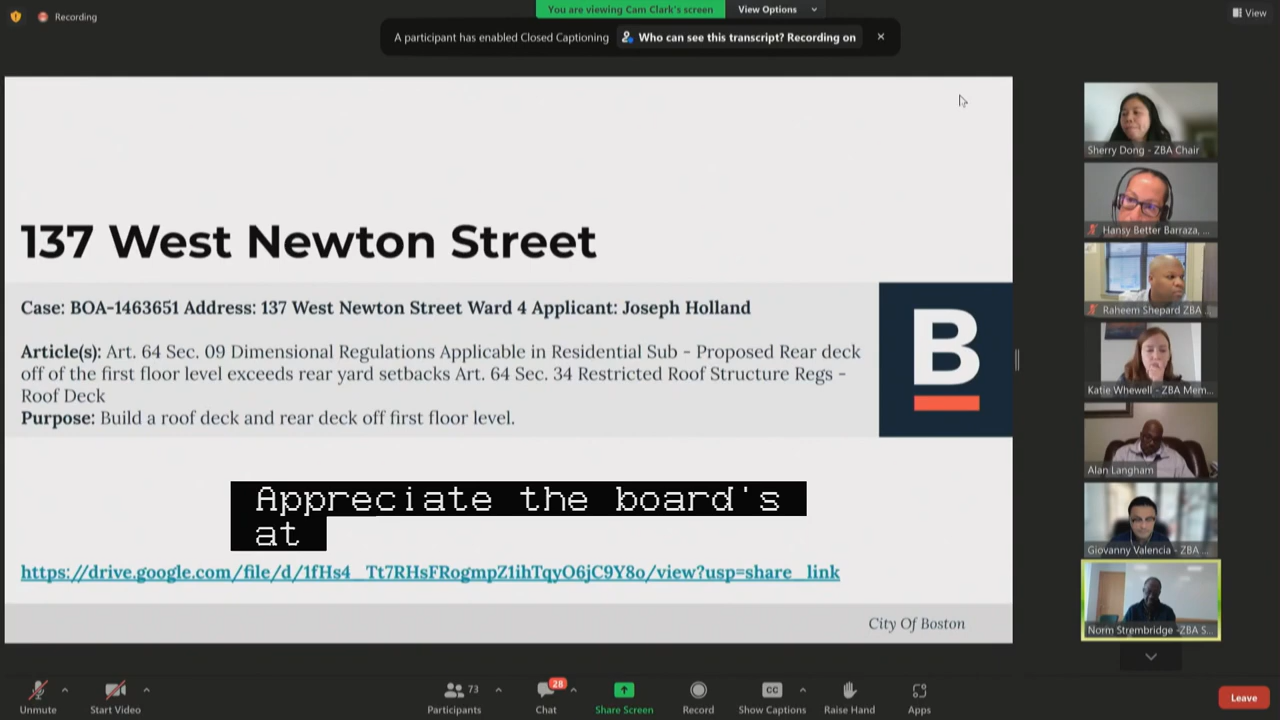 Recording
You are viewing Cam Clark's screen
View Options
View
A participant has enabled Closed Captioning
Who can see this transcript? Recording on
137 West Newton Street
Case: BOA-1463651 Address: 137 West Newton Street Ward 4 Applicant: Joseph Holland
Article(s): Art. 64 Sec. 09 Dimensional Regulations Applicable in Residential Sub - Proposed Rear deck
off of the first floor level exceeds rear yard setbacks Art. 64 Sec. 34 Restricted Roof Structure Regs -
Roof Deck
Purpose: Build a roof deck and rear deck off first floor level.
B
Appreciate the board's
at
https://drive.google.com/file/d/1fHs4_Tt7RHsFRogmpZ1ihTqyO6jC9Y8o/view?usp=share_link
City Of Boston
Sherry Dong - ZBA Chair
Hansy Better Barraza, ...
Raheem Shepard ZBA ...
Katie Whewell - ZBA Mem...
Alan Langham
Giovanny Valencia - ZBA ...
Norm Strembridge -ZBA S...
Unmute
Start Video
73
Participants
28
Chat
Share Screen
Record
CC
Show Captions
Raise Hand
Apps
Leave